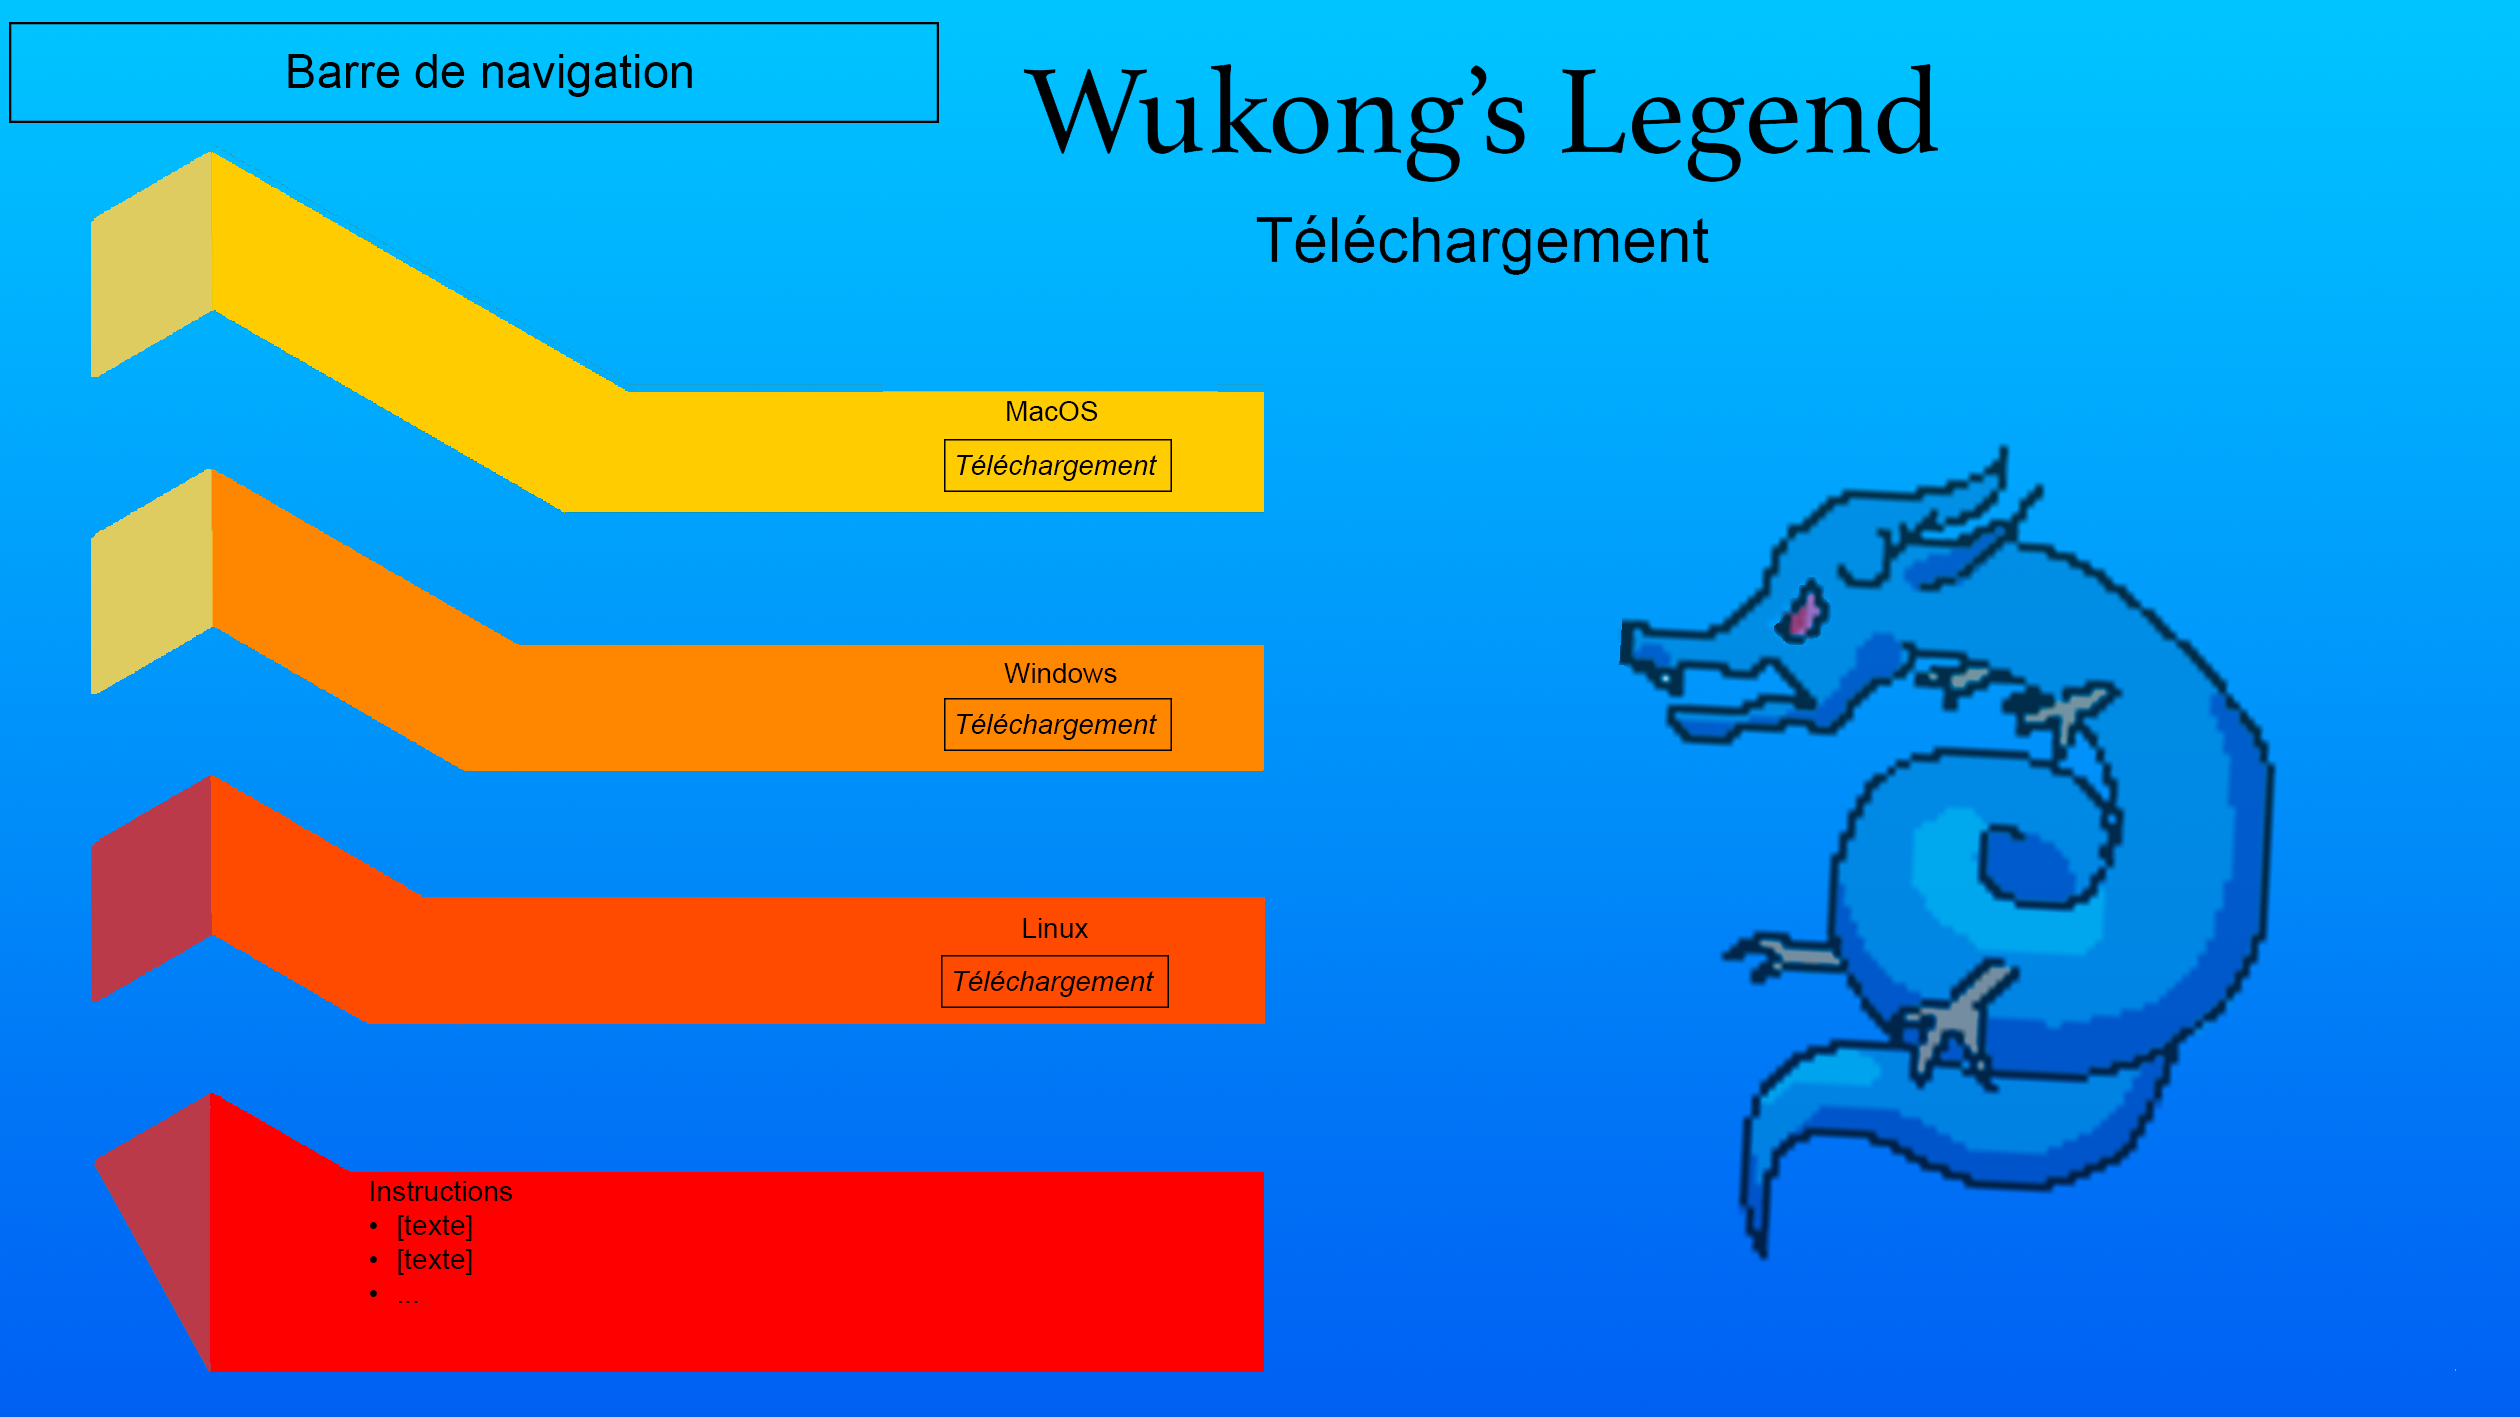 Barre de navigation
Wukong’s Legend
Téléchargement
MacOS
Téléchargement
Windows
Téléchargement
Linux
Téléchargement
Instructions
• [texte]
• [texte]
• ...